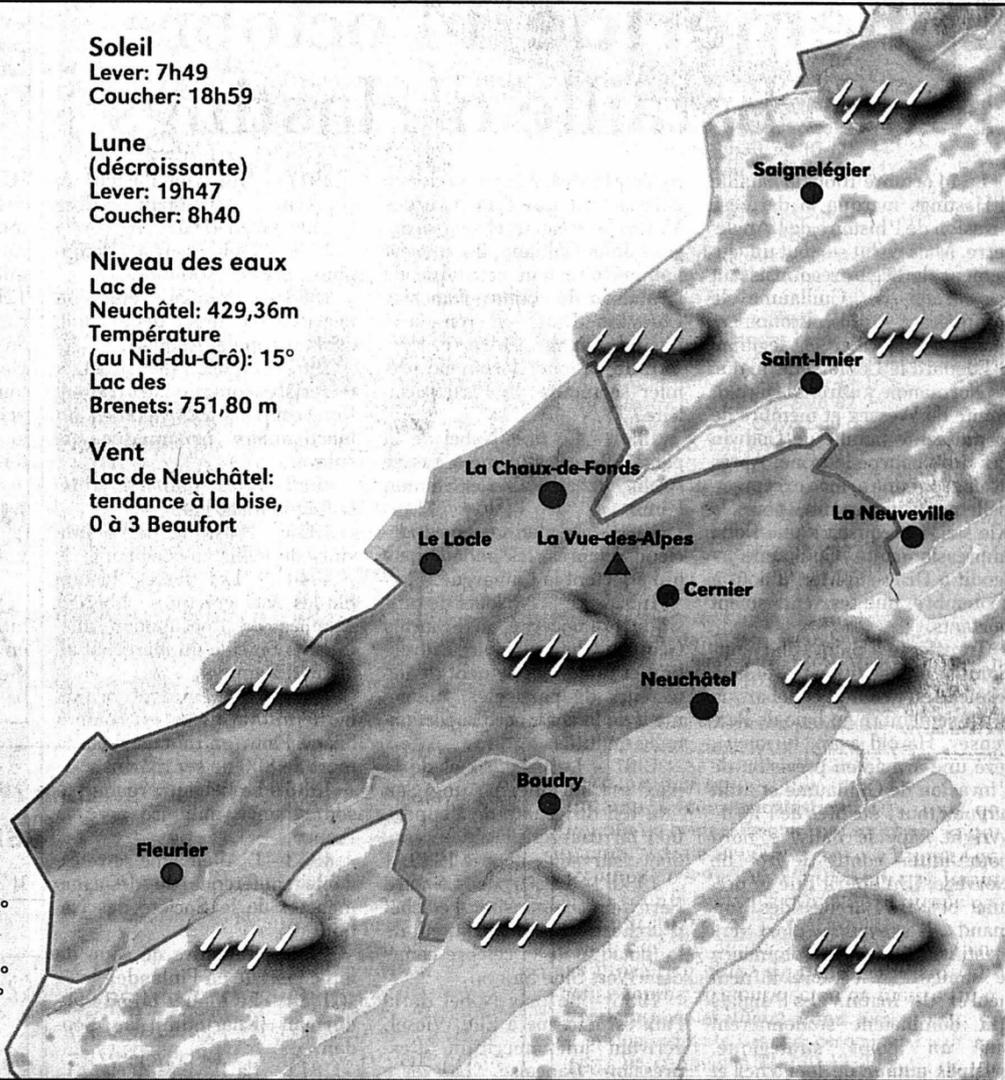 Soleil
Lever: 7h49
Coucher: 18h59
Lune
(décroissante)
Lever: 19h47
Coucher: 8h40
Niveau des eaux
Lac de
Neuchâtel: 429,36m
Température
(au Nid-du-Crô): 15°
Lac des
Brenets: 751,80 m
Vent
Lac de Neuchâtel:
tendance à la bise,
0 à 3 Beaufort
Saignelégier
Saint-Imier
La Chaux-de-Fonds
La Neuveville
Le Locle
La Vue-des-Alpes
Cernier
Neuchâtel
Boudry
Fleurier